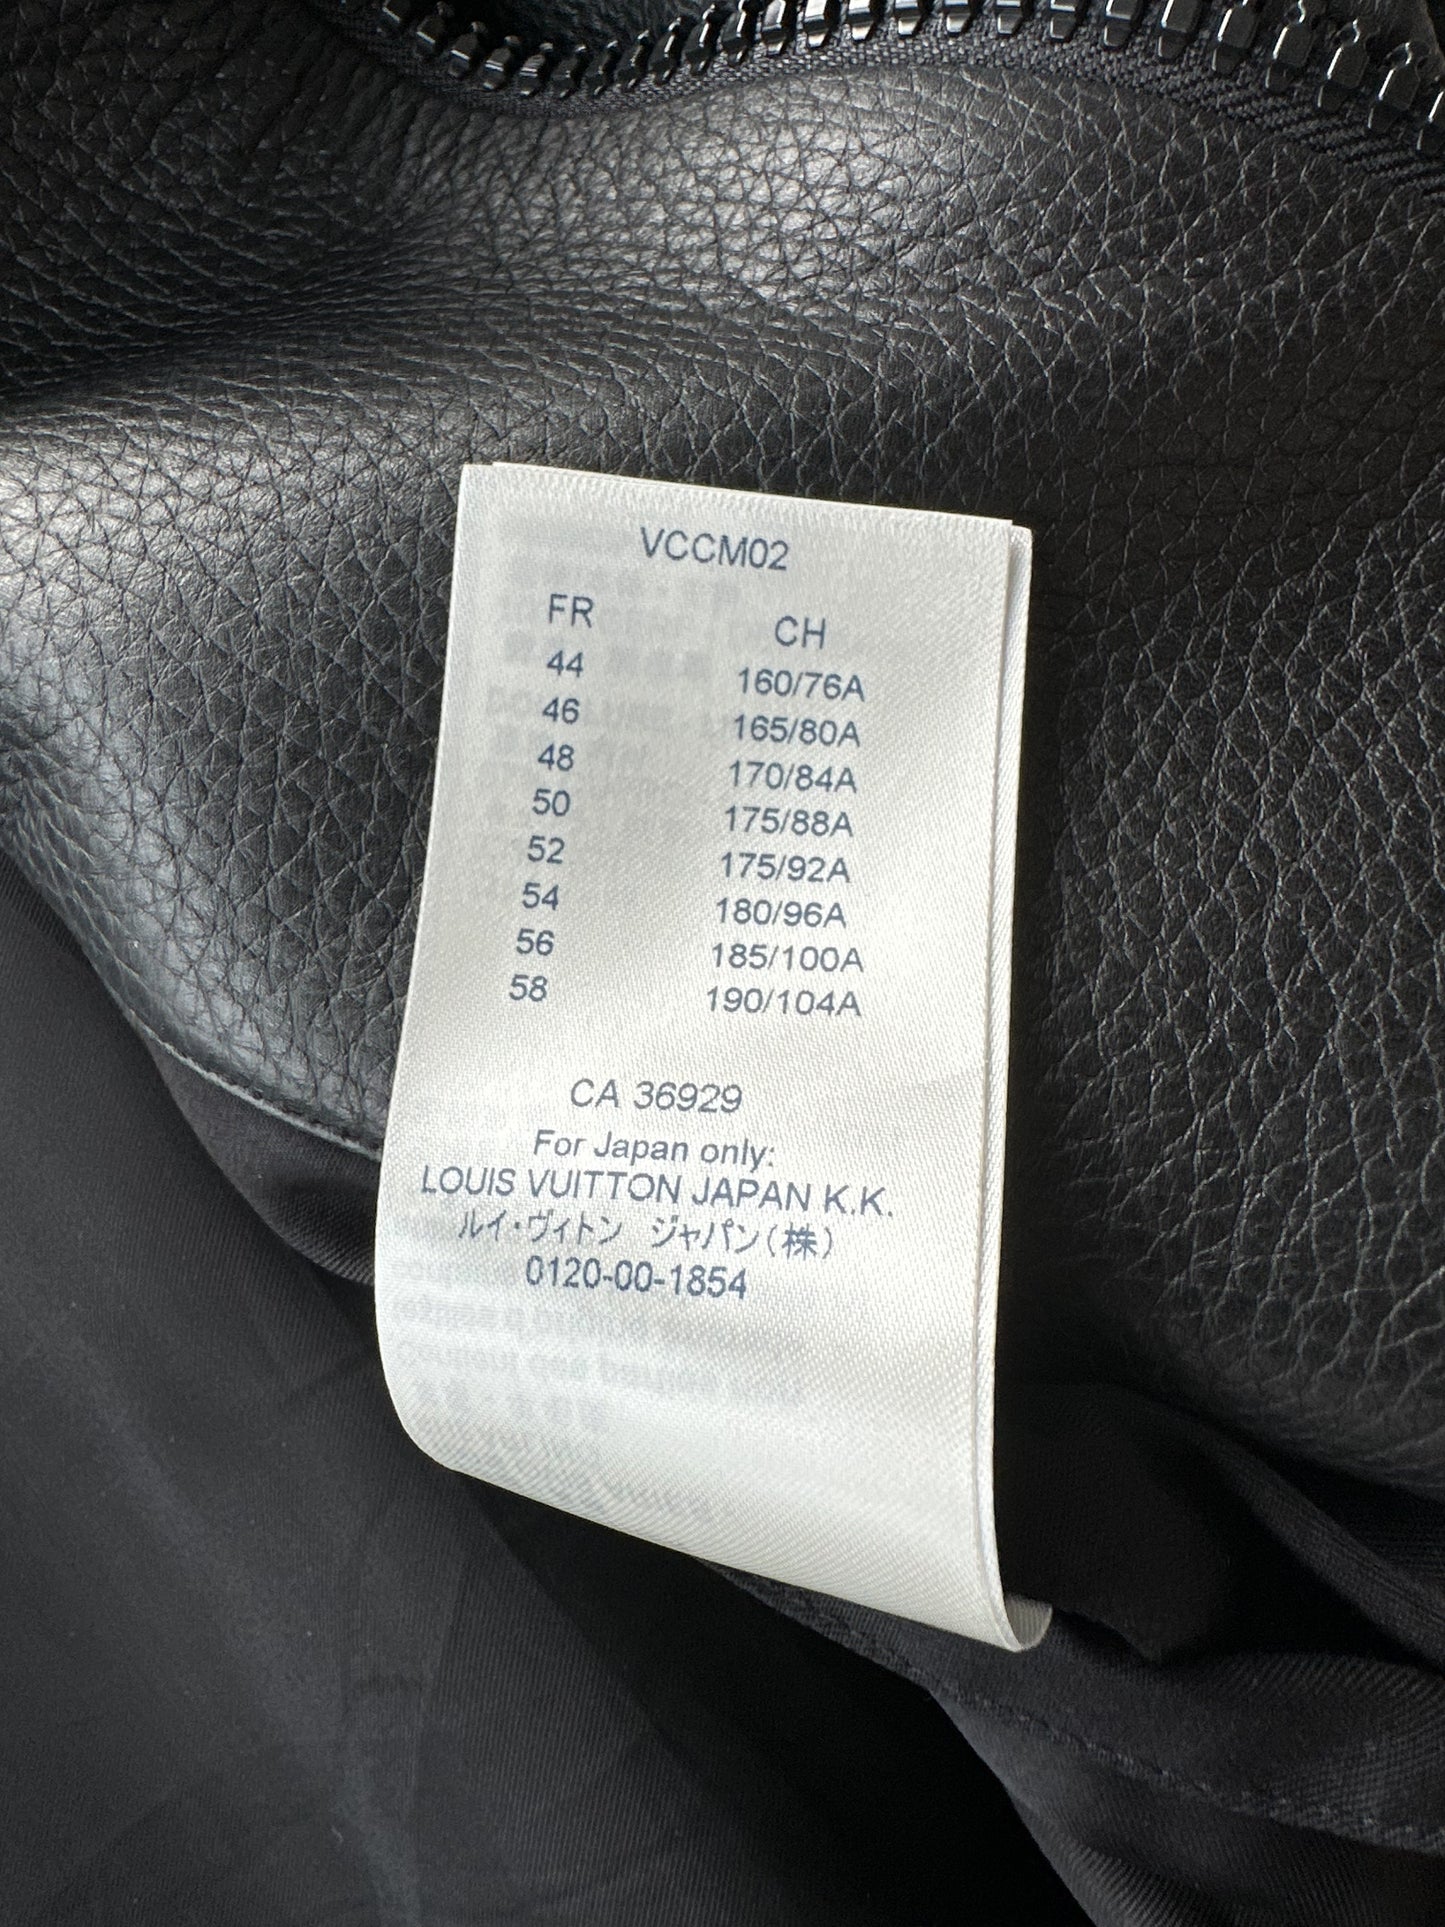 VCCM02
FR CH
44 160/76A
46 165/80A
48 170/84A
50 175/88A
52 175/92A
54 180/96A
56 185/100A
58 190/104A
CA 36929
For Japan only:
LOUIS VUITTON JAPAN K.K.
ルイ・ヴィトン ジャパン(株)
0120-00-1854